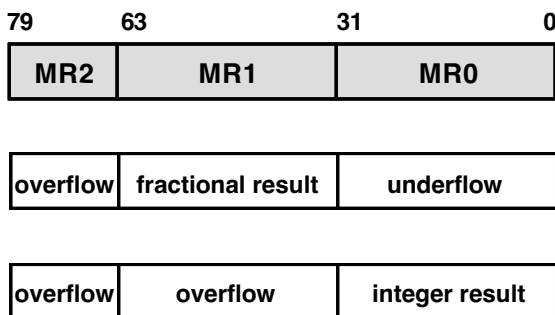 79 63 31 0
MR2 MR1 MR0
overflow fractional result underflow
overflow overflow integer result